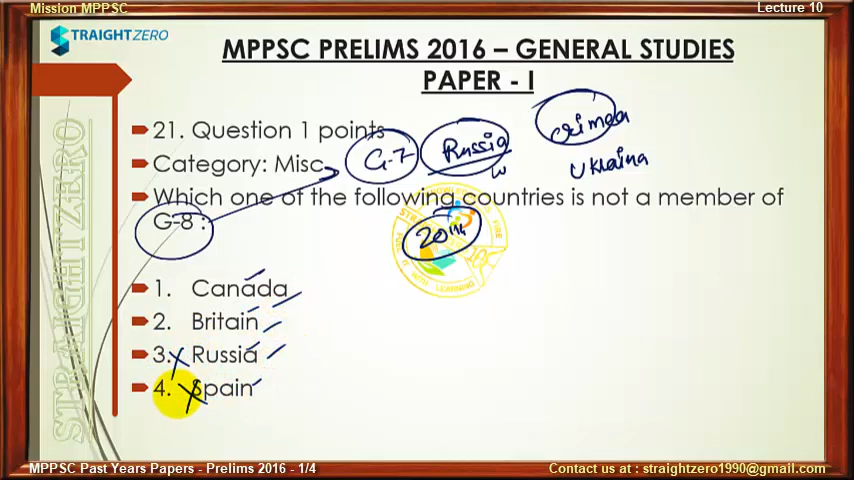 Mission MPPSC
Lecture 10
STRAIGHTZERO
MPPSC PRELIMS 2016 – GENERAL STUDIES
PAPER - I
21. Question 1 points
Category: Misc
G-7
Russia
Crimea
Ukraina
Which one of the following countries is not a member of
G-8 :
2014
1. Canada
2. Britain
3. Russia
4. Spain
STRAIGHTZERO
MPPSC Past Years Papers - Prelims 2016 - 1/4
Contact us at : straightzero1990@gmail.com